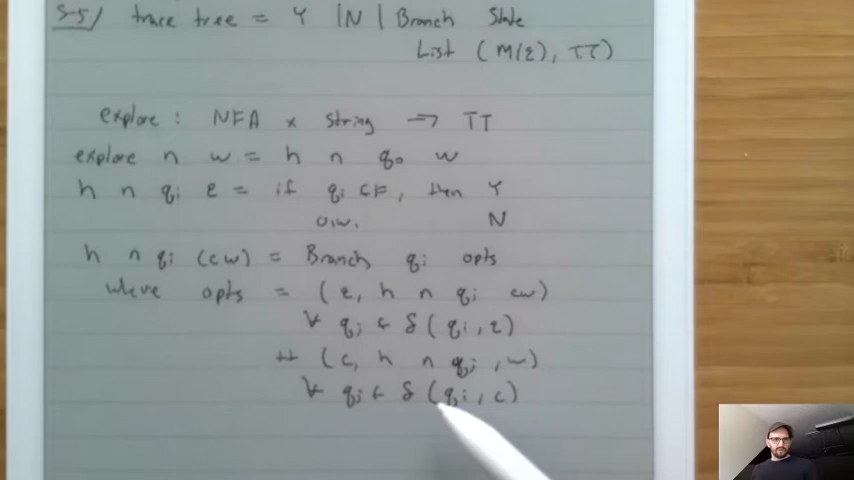 S-5/ trace tree = Y | N | Branch State
List (M/ε), TT)
explore : NFA × string → TT
explore n w = h n q₀ w
h n qi ε = if qi ∈ F, then Y
o.w. N
h n qi (cw) = Branch qi opts
where opts = (ε, h n qj cw)
∀ qj ∈ δ(qi, ε)
++ (c, h n qj, w)
∀ qj ∈ δ(qi, c)